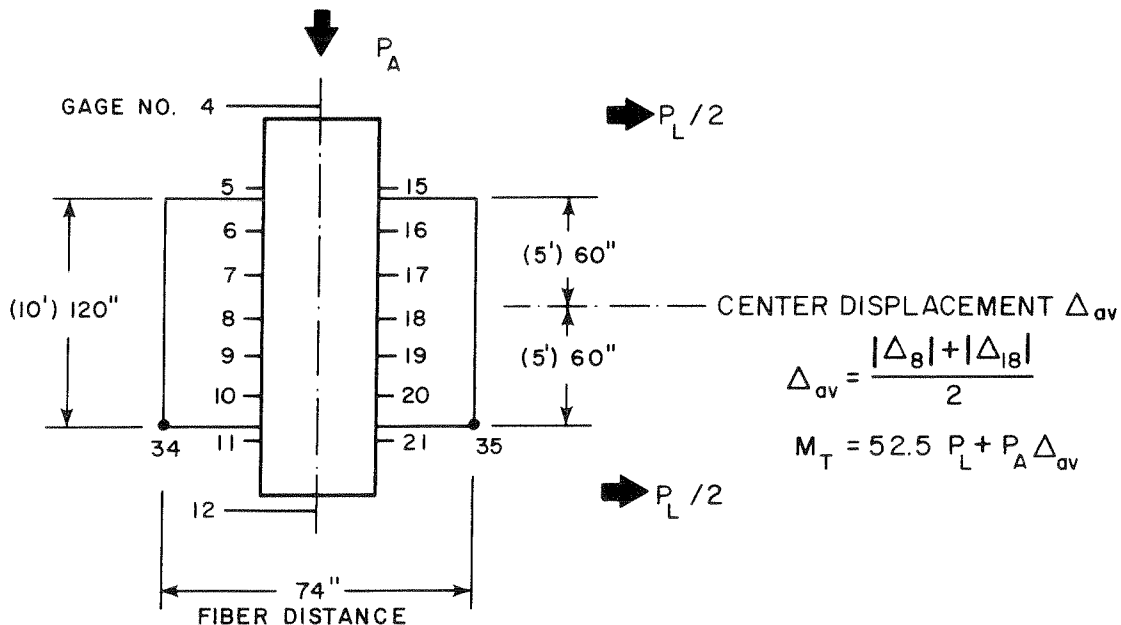 P_A
GAGE NO. 4
P_L /2
5
15
6
16
(5') 60"
7
17
(10') 120"
8
18
CENTER DISPLACEMENT Δ_av
9
19
(5') 60"
Δ_av = |Δ_8| + |Δ_18| / 2
10
20
34
11
21
35
M_T = 52.5 P_L + P_A Δ_av
12
P_L /2
74"
FIBER DISTANCE